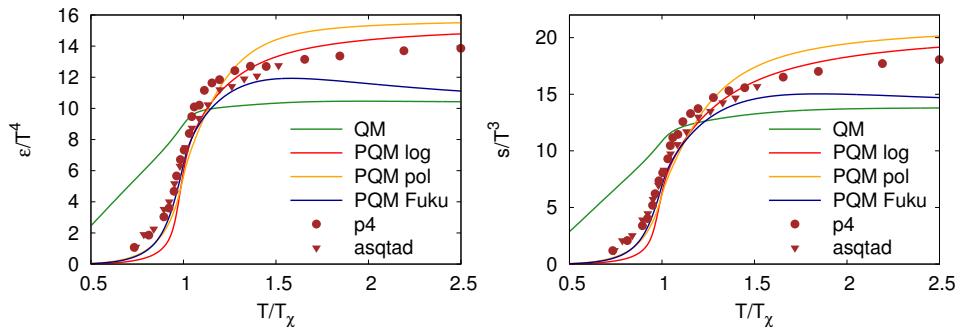 ε/T⁴
16
14
12
10
8
6
4
2
0
0.5
1
1.5
2
2.5
T/Tχ
QM
PQM log
PQM pol
PQM Fuku
p4
asqtad
s/T³
20
15
10
5
0
0.5
1
1.5
2
2.5
T/Tχ
QM
PQM log
PQM pol
PQM Fuku
p4
asqtad